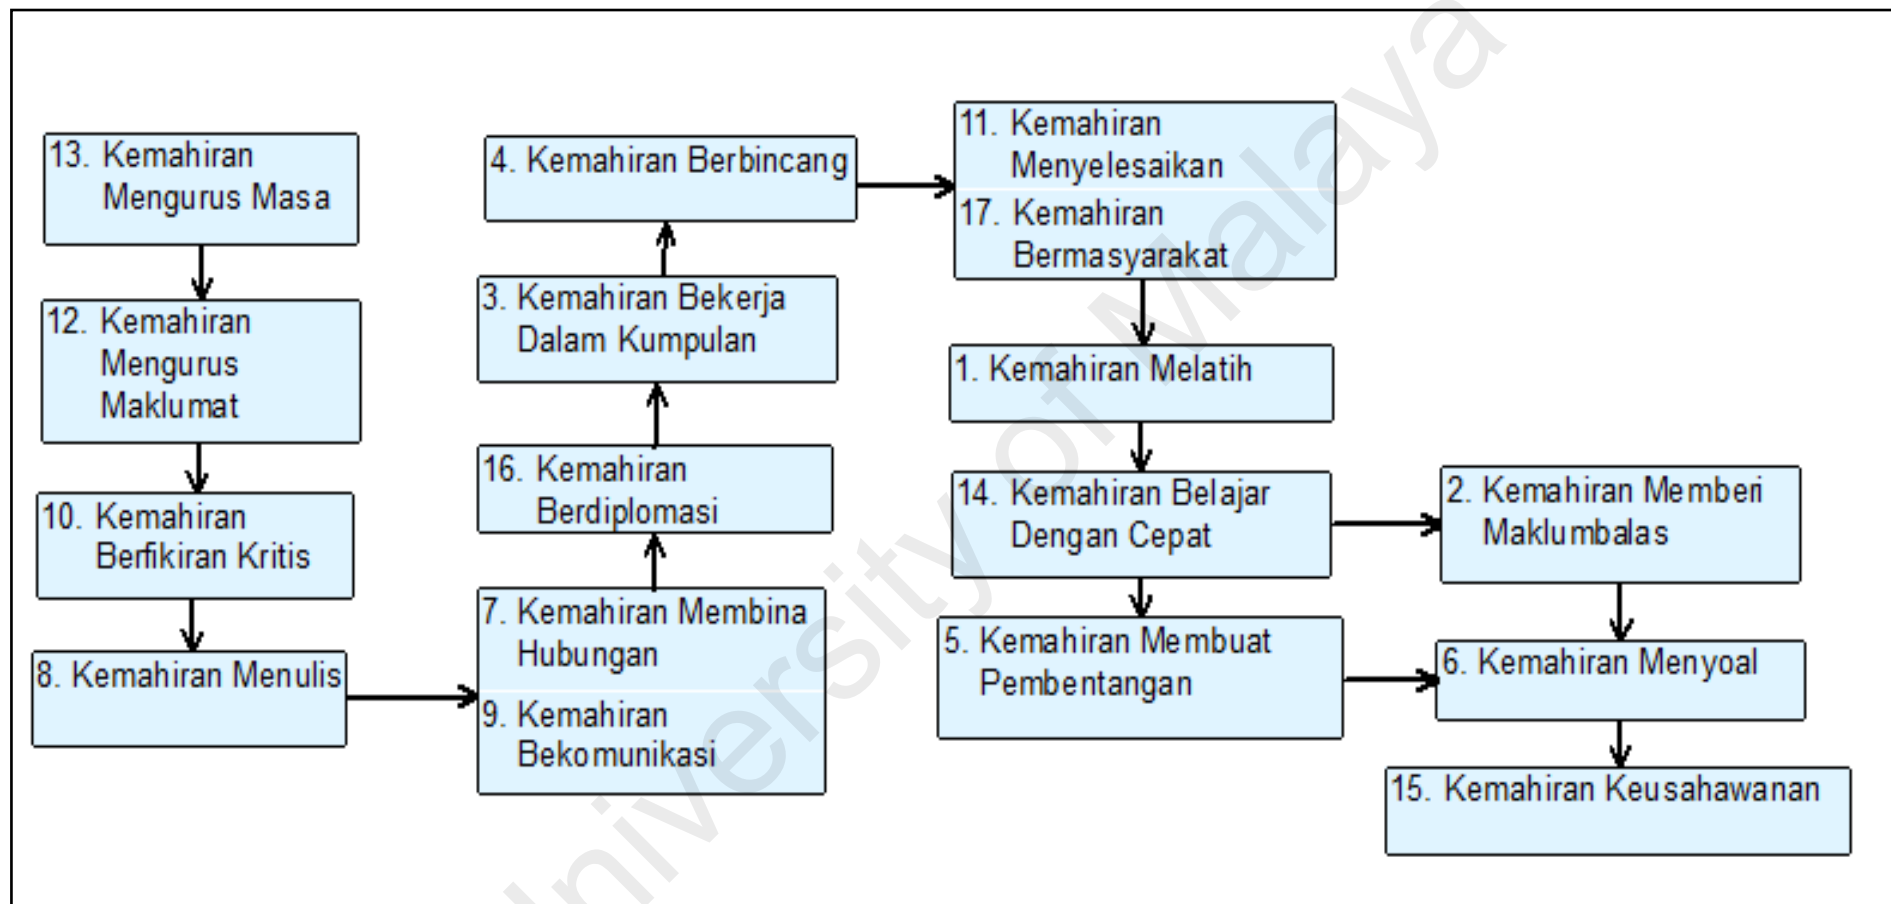 13. Kemahiran
Mengurus Masa
12. Kemahiran
Mengurus
Maklumat
10. Kemahiran
Berfikiran Kritis
8. Kemahiran Menulis
7. Kemahiran Membina
Hubungan
9. Kemahiran
Bekomunikasi
16. Kemahiran
Berdiplomasi
3. Kemahiran Bekerja
Dalam Kumpulan
4. Kemahiran Berbincang
11. Kemahiran
Menyelesaikan
17. Kemahiran
Bermasyarakat
1. Kemahiran Melatih
14. Kemahiran Belajar
Dengan Cepat
2. Kemahiran Memberi
Maklumbalas
5. Kemahiran Membuat
Pembentangan
6. Kemahiran Menyoal
15. Kemahiran Keusahawanan
University of Malaya